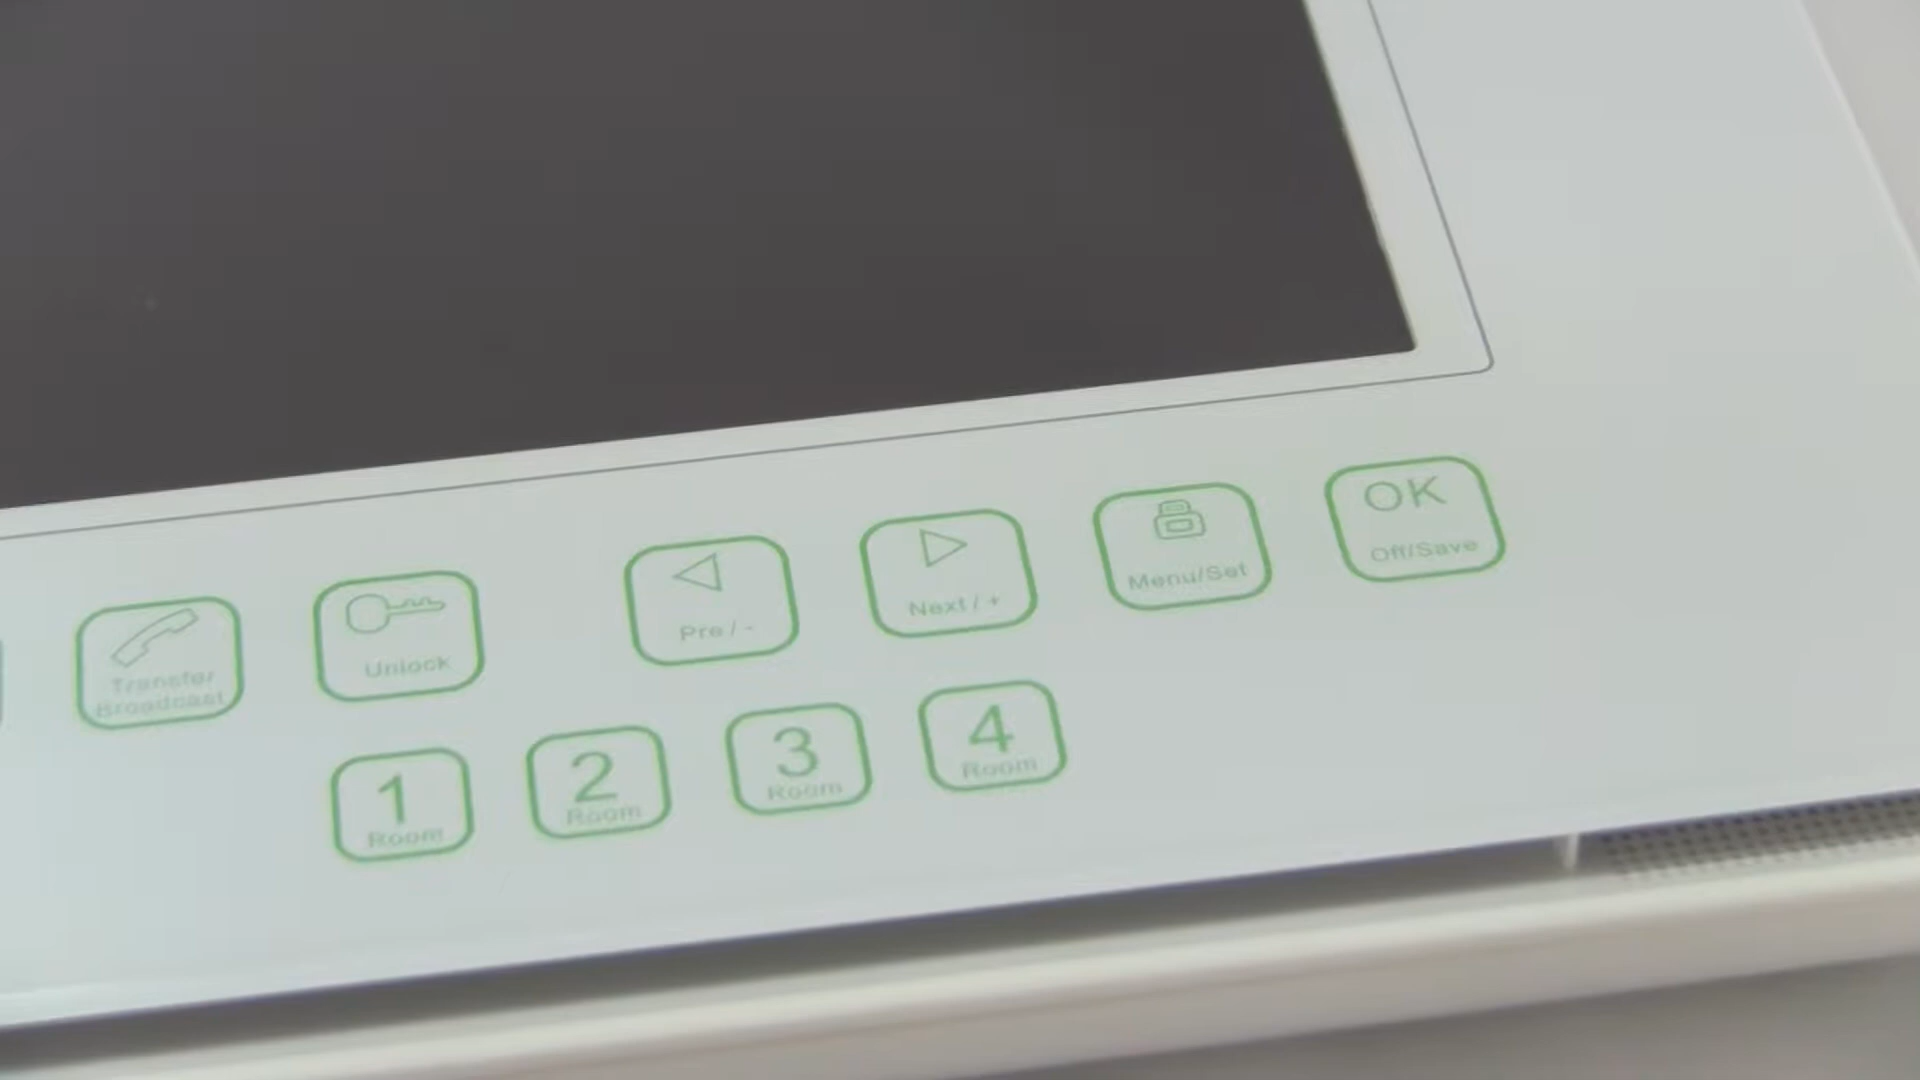 Transfer
Broadcast
Unlock
Pre / -
Next / +
Menu/Set
OK
Off/Save
1
Room
2
Room
3
Room
4
Room